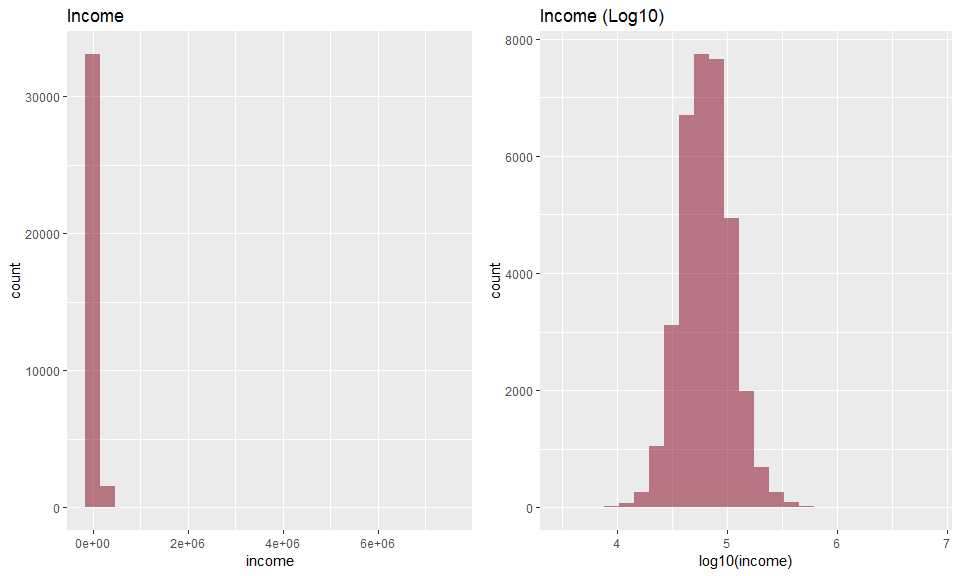 Income
30000
20000
10000
0
count
0e+00 2e+06 4e+06 6e+06
income
Income (Log10)
8000
6000
4000
2000
0
count
4 5 6 7
log10(income)